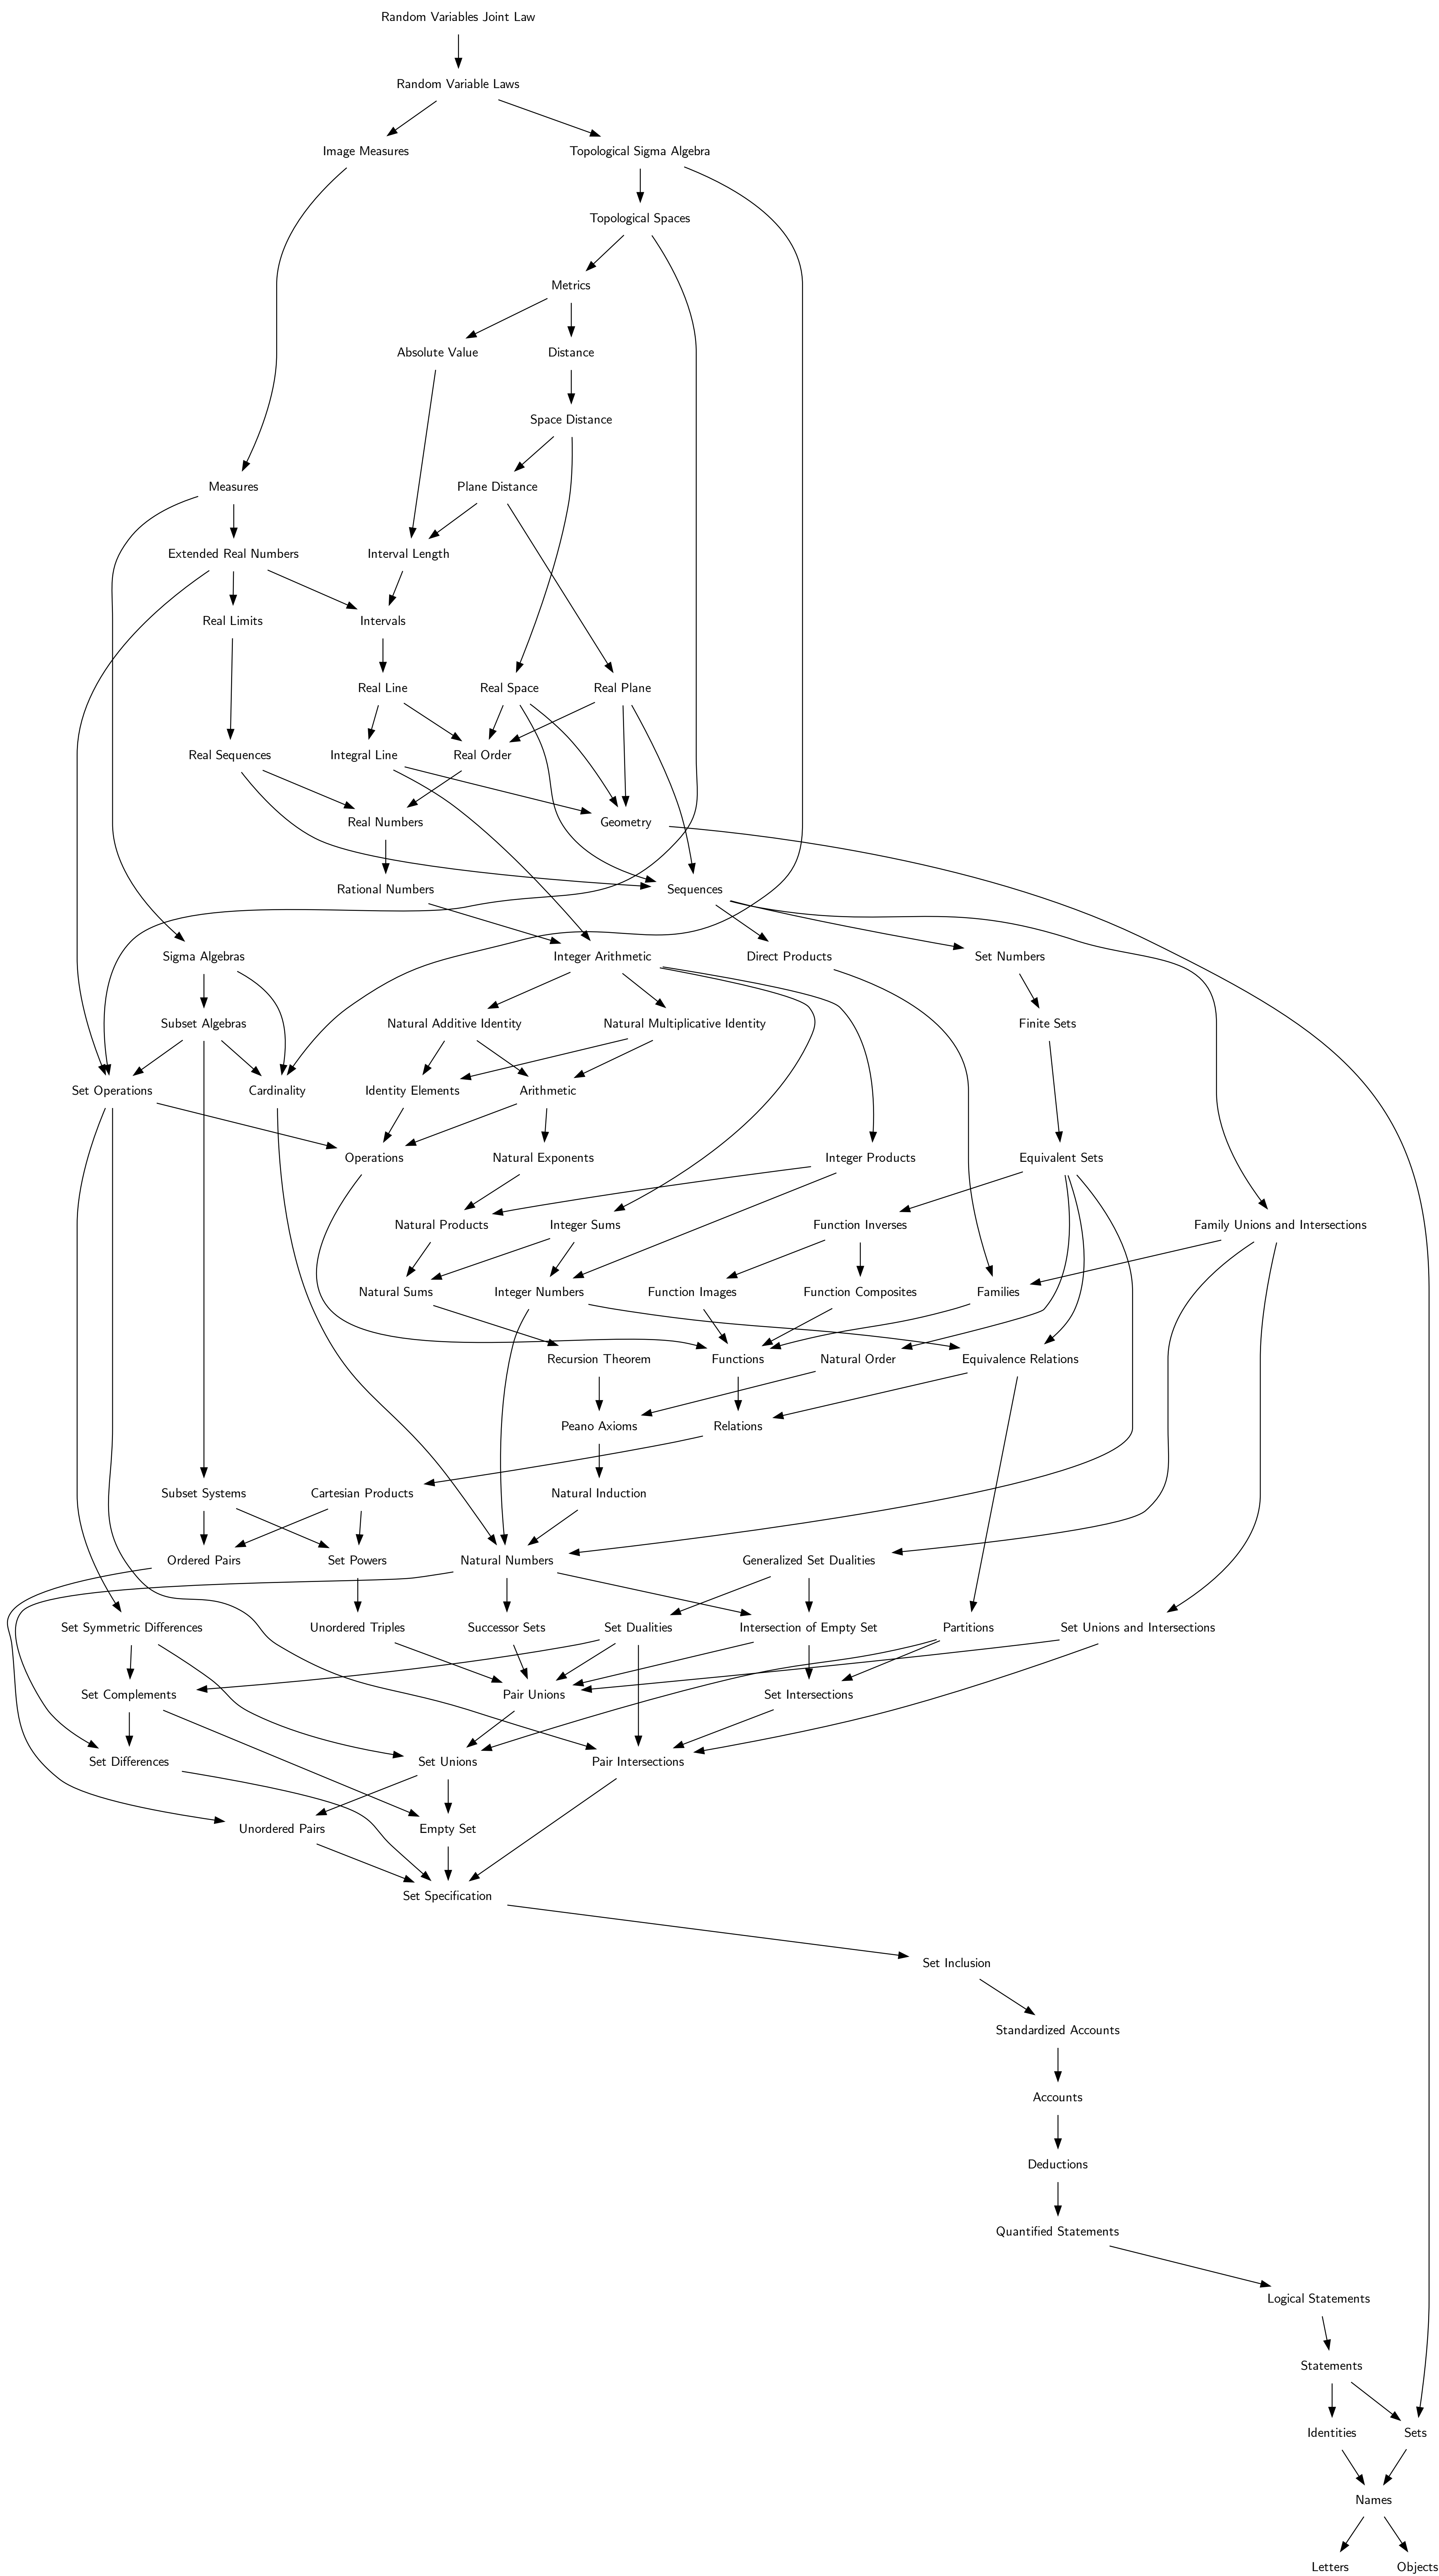 Random Variables Joint Law
Random Variable Laws
Image Measures
Topological Sigma Algebra
Topological Spaces
Metrics
Absolute Value
Distance
Space Distance
Measures
Plane Distance
Extended Real Numbers
Interval Length
Real Limits
Intervals
Real Line
Real Space
Real Plane
Real Sequences
Integral Line
Real Order
Real Numbers
Geometry
Rational Numbers
Sequences
Sigma Algebras
Integer Arithmetic
Direct Products
Set Numbers
Subset Algebras
Natural Additive Identity
Natural Multiplicative Identity
Finite Sets
Set Operations
Cardinality
Identity Elements
Arithmetic
Operations
Natural Exponents
Integer Products
Equivalent Sets
Natural Products
Integer Sums
Function Inverses
Family Unions and Intersections
Natural Sums
Integer Numbers
Function Images
Function Composites
Families
Recursion Theorem
Functions
Natural Order
Equivalence Relations
Peano Axioms
Relations
Subset Systems
Cartesian Products
Natural Induction
Ordered Pairs
Set Powers
Natural Numbers
Generalized Set Dualities
Set Symmetric Differences
Unordered Triples
Successor Sets
Set Dualities
Intersection of Empty Set
Partitions
Set Unions and Intersections
Set Complements
Pair Unions
Set Intersections
Set Differences
Set Unions
Pair Intersections
Unordered Pairs
Empty Set
Set Specification
Set Inclusion
Standardized Accounts
Accounts
Deductions
Quantified Statements
Logical Statements
Statements
Identities
Sets
Names
Letters
Objects